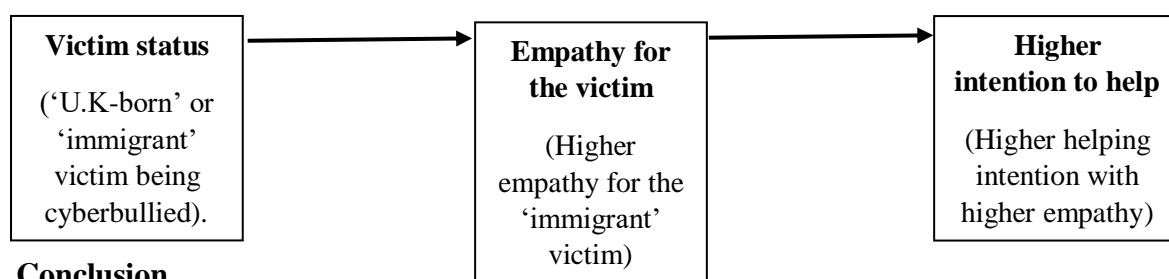 Victim status
(‘U.K-born’ or
‘immigrant’
victim being
cyberbullied).
Empathy for
the victim
(Higher
empathy for the
‘immigrant’
victim)
Higher
intention to help
(Higher helping
intention with
higher empathy)
Conclusion